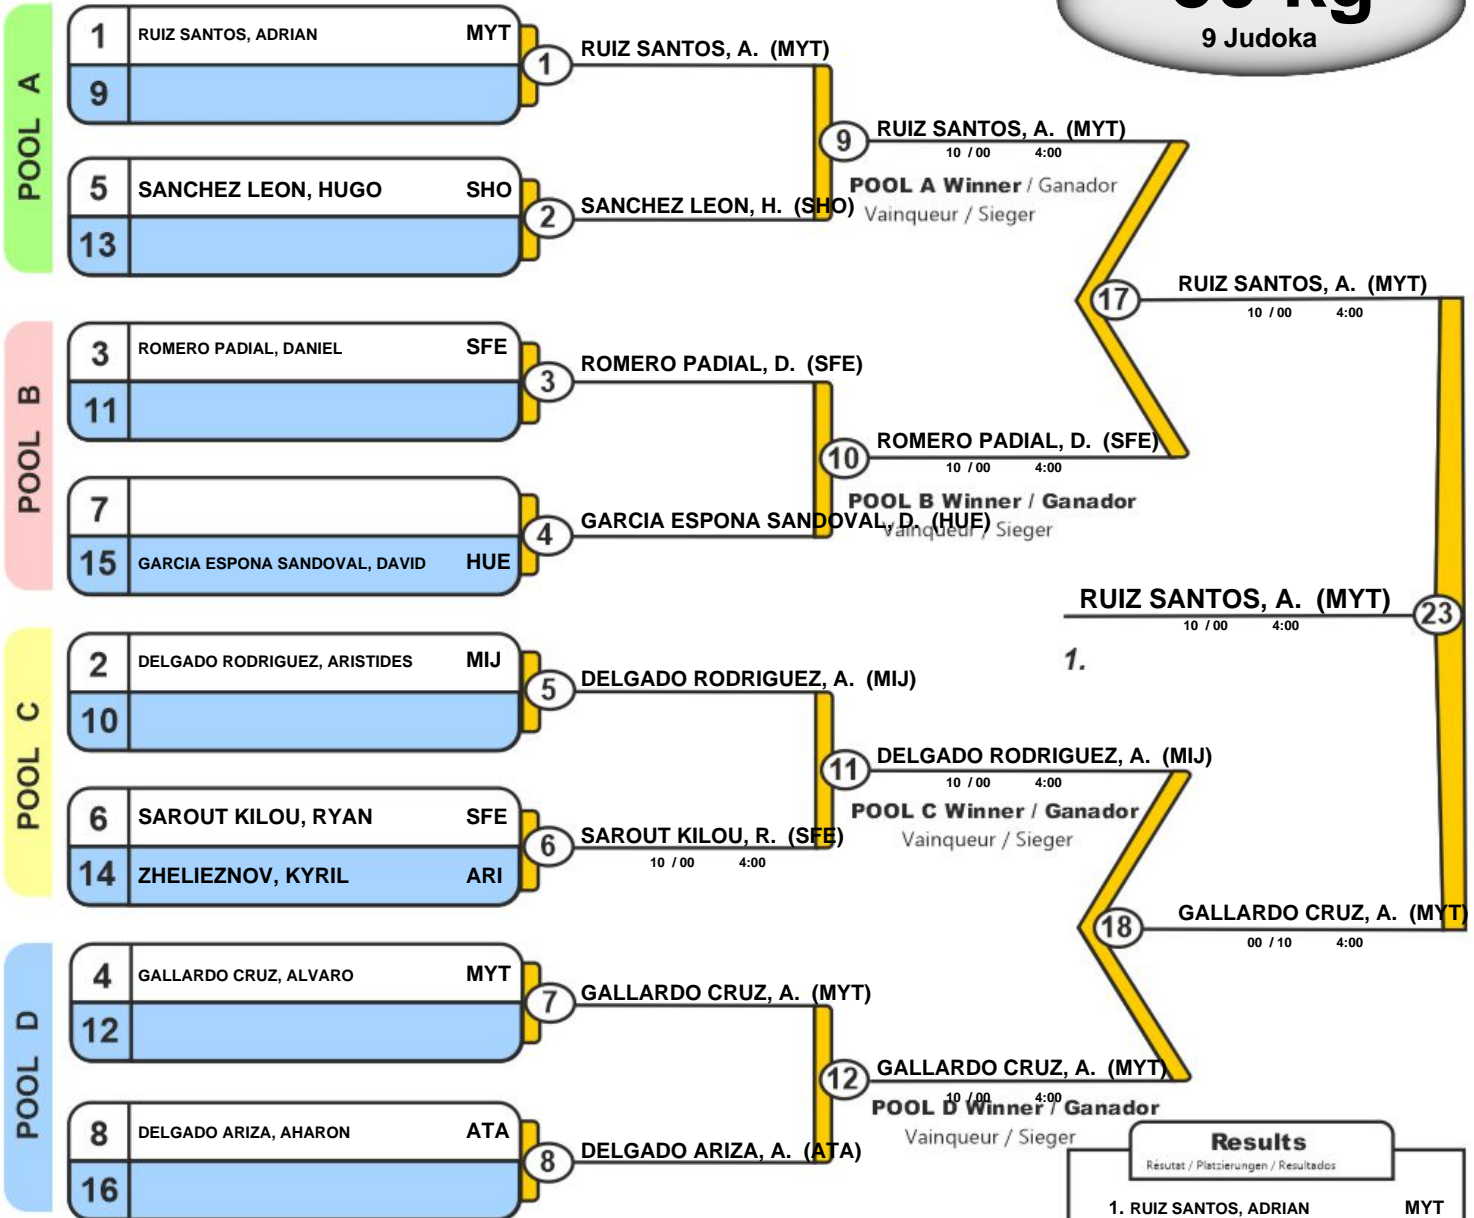 9 Judoka
POOL A
1 RUIZ SANTOS, ADRIAN MYT
9
1
RUIZ SANTOS, A. (MYT)
5 SANCHEZ LEON, HUGO SHO
13
2
SANCHEZ LEON, H. (SHO)
9
RUIZ SANTOS, A. (MYT)
10 / 00 4:00
POOL A Winner / Ganador
Vainqueur / Sieger
POOL B
3 ROMERO PADIAL, DANIEL SFE
11
3
ROMERO PADIAL, D. (SFE)
7
15 GARCIA ESPONA SANDOVAL, DAVID HUE
4
GARCIA ESPONA SANDOVAL, D. (HUE)
10
ROMERO PADIAL, D. (SFE)
10 / 00 4:00
POOL B Winner / Ganador
Vainqueur / Sieger
17
RUIZ SANTOS, A. (MYT)
10 / 00 4:00
RUIZ SANTOS, A. (MYT)
10 / 00 4:00
23
1.
POOL C
2 DELGADO RODRIGUEZ, ARISTIDES MIJ
10
5
DELGADO RODRIGUEZ, A. (MIJ)
6 SAROUT KILOU, RYAN SFE
14 ZHELIEZNOV, KYRIL ARI
6
SAROUT KILOU, R. (SFE)
10 / 00 4:00
11
DELGADO RODRIGUEZ, A. (MIJ)
10 / 00 4:00
POOL C Winner / Ganador
Vainqueur / Sieger
POOL D
4 GALLARDO CRUZ, ALVARO MYT
12
7
GALLARDO CRUZ, A. (MYT)
8 DELGADO ARIZA, AHARON ATA
16
8
DELGADO ARIZA, A. (ATA)
12
GALLARDO CRUZ, A. (MYT)
10 / 00 4:00
POOL D Winner / Ganador
Vainqueur / Sieger
18
GALLARDO CRUZ, A. (MYT)
00 / 10 4:00
Results
Résutat / Platzierungen / Resultados
1. RUIZ SANTOS, ADRIAN MYT